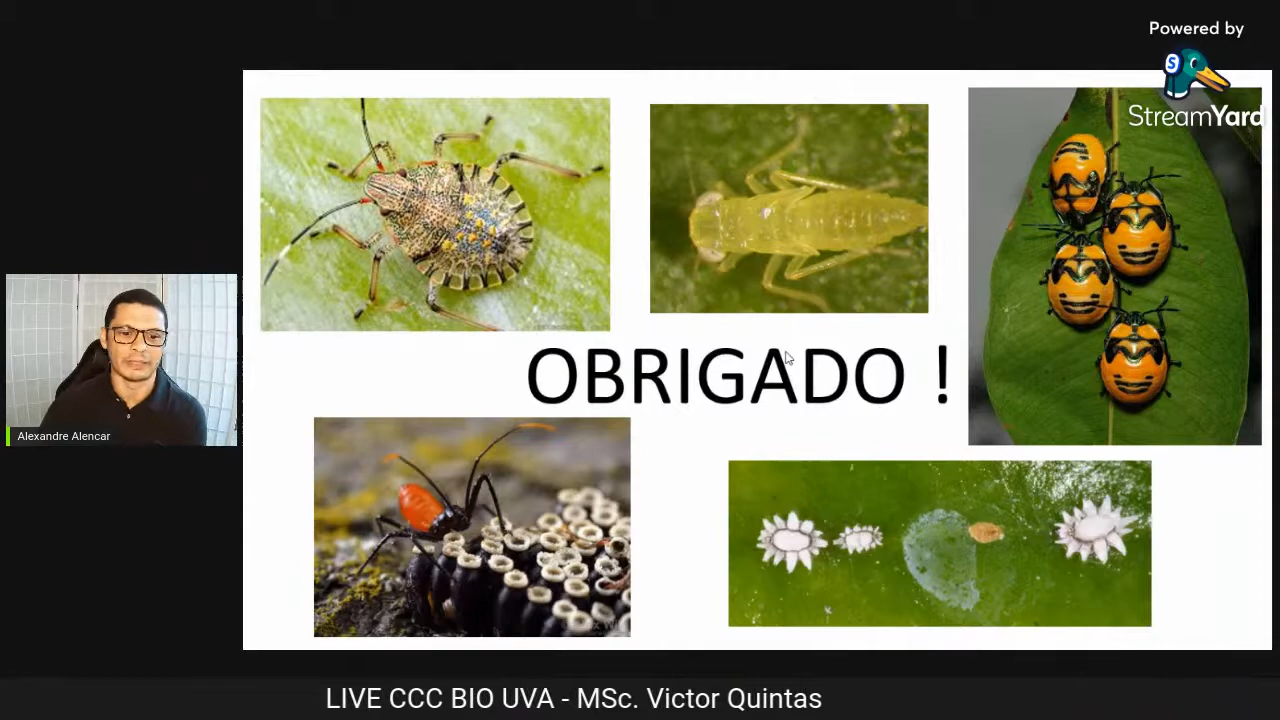 Powered by
S
StreamYard
OBRIGADO !
Alexandre Alencar
LIVE CCC BIO UVA - MSc. Victor Quintas